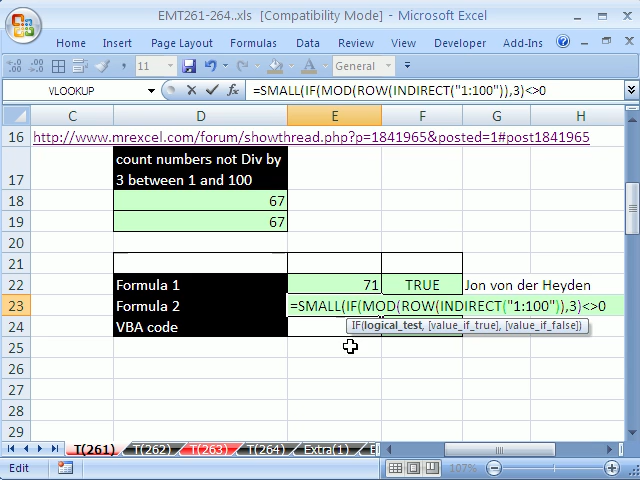 EMT261-264..xls [Compatibility Mode] - Microsoft Excel
Home Insert Page Layout Formulas Data Review View Developer Add-Ins
11 A General
VLOOKUP fx =SMALL(IF(MOD(ROW(INDIRECT("1:100")),3)<>0
C D E F G H
16 http://www.mrexcel.com/forum/showthread.php?p=1841965&posted=1#post1841965
count numbers not Div by
17 3 between 1 and 100
18 67
19 67
20
21
22 Formula 1 71 TRUE Jon von der Heyden
23 Formula 2 =SMALL(IF(MOD(ROW(INDIRECT("1:100")),3)<>0
24 VBA code IF(logical_test, [value_if_true], [value_if_false])
25
26
27
28
29
T(261) T(262) T(263) T(264) Extra(1)
Edit 107%